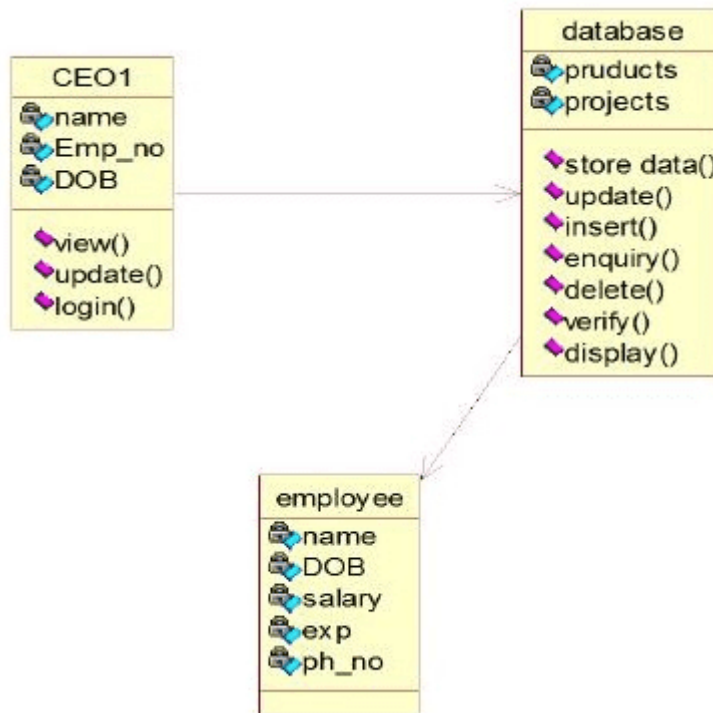 CEO1
name
Emp_no
DOB
view()
update()
login()
database
pruducts
projects
store data()
update()
insert()
enquiry()
delete()
verify()
display()
employee
name
DOB
salary
exp
ph_no